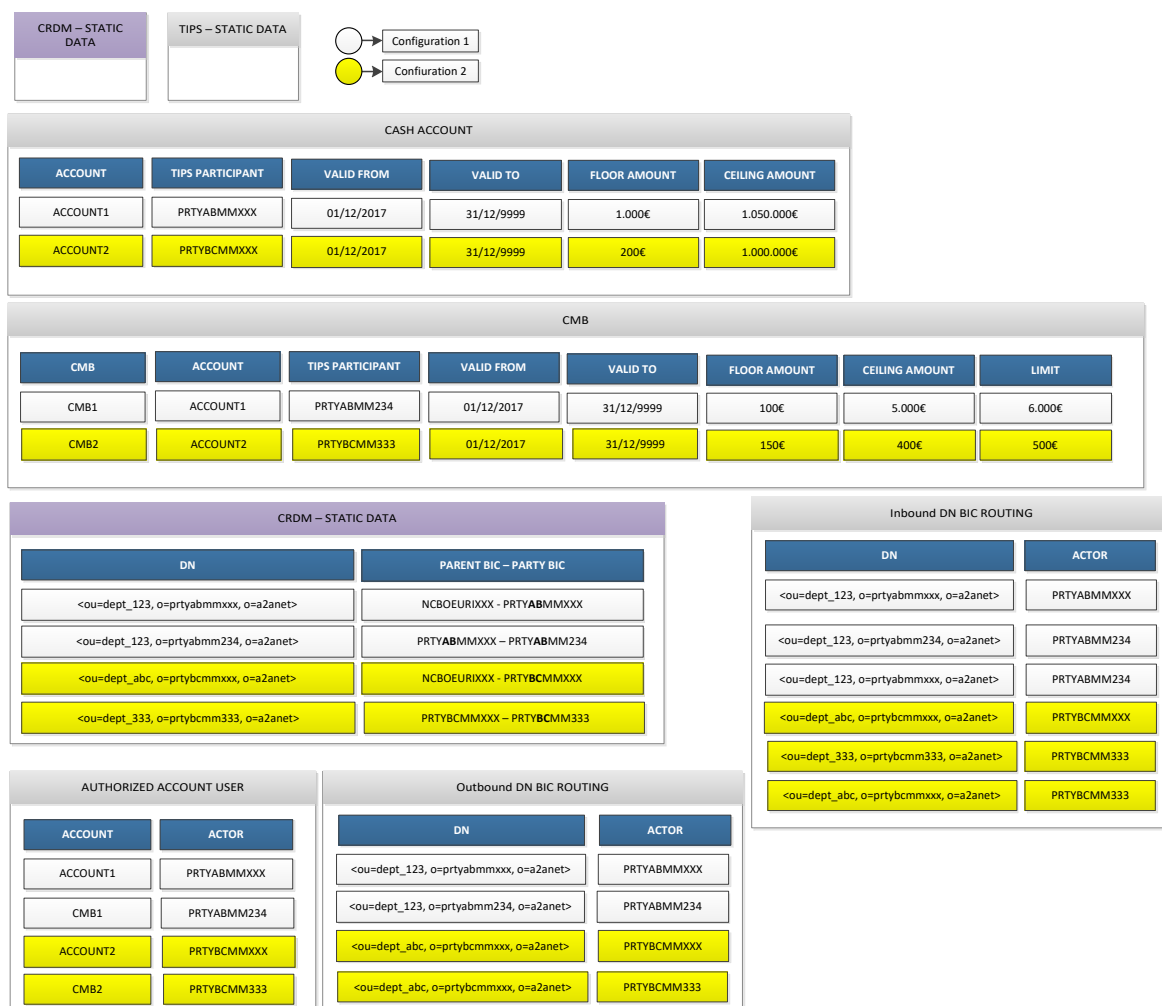 CRDM – STATIC
DATA
TIPS – STATIC DATA
Configuration 1
Confiuration 2
CASH ACCOUNT
ACCOUNT TIPS PARTICIPANT VALID FROM VALID TO FLOOR AMOUNT CEILING AMOUNT
ACCOUNT1 PRTYABMMXXX 01/12/2017 31/12/9999 1.000€ 1.050.000€
ACCOUNT2 PRTYBCMMXXX 01/12/2017 31/12/9999 200€ 1.000.000€
CMB
CMB ACCOUNT TIPS PARTICIPANT VALID FROM VALID TO FLOOR AMOUNT CEILING AMOUNT LIMIT
CMB1 ACCOUNT1 PRTYABMM234 01/12/2017 31/12/9999 100€ 5.000€ 6.000€
CMB2 ACCOUNT2 PRTYBCMM333 01/12/2017 31/12/9999 150€ 400€ 500€
CRDM – STATIC DATA
DN PARENT BIC – PARTY BIC
<ou=dept_123, o=prtyabmmxxx, o=a2anet> NCBOEURIXXX - PRTYABMMXXX
<ou=dept_123, o=prtyabmm234, o=a2anet> PRTYABMMXXX – PRTYABMM234
<ou=dept_abc, o=prtybcmmxxx, o=a2anet> NCBOEURIXXX - PRTYBCMMXXX
<ou=dept_333, o=prtybcmm333, o=a2anet> PRTYBCMMXXX – PRTYBCMM333
Inbound DN BIC ROUTING
DN ACTOR
<ou=dept_123, o=prtyabmmxxx, o=a2anet> PRTYABMMXXX
<ou=dept_123, o=prtyabmm234, o=a2anet> PRTYABMM234
<ou=dept_123, o=prtyabmmxxx, o=a2anet> PRTYABMM234
<ou=dept_abc, o=prtybcmmxxx, o=a2anet> PRTYBCMMXXX
<ou=dept_333, o=prtybcmm333, o=a2anet> PRTYBCMM333
<ou=dept_abc, o=prtybcmmxxx, o=a2anet> PRTYBCMM333
AUTHORIZED ACCOUNT USER
ACCOUNT ACTOR
ACCOUNT1 PRTYABMMXXX
CMB1 PRTYABMM234
ACCOUNT2 PRTYBCMMXXX
CMB2 PRTYBCMM333
Outbound DN BIC ROUTING
DN ACTOR
<ou=dept_123, o=prtyabmmxxx, o=a2anet> PRTYABMMXXX
<ou=dept_123, o=prtyabmm234, o=a2anet> PRTYABMM234
<ou=dept_abc, o=prtybcmmxxx, o=a2anet> PRTYBCMMXXX
<ou=dept_abc, o=prtybcmmxxx, o=a2anet> PRTYBCMM333